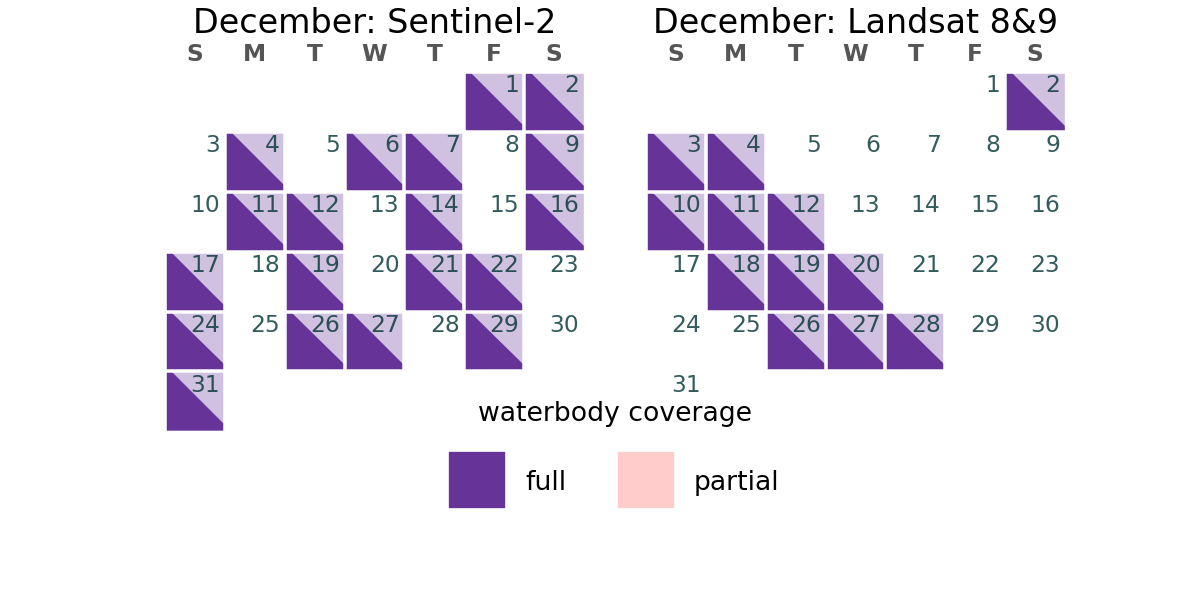 December: Sentinel-2
S M T W T F S
1 2
3 4 5 6 7 8 9
10 11 12 13 14 15 16
17 18 19 20 21 22 23
24 25 26 27 28 29 30
31
December: Landsat 8&9
S M T W T F S
1 2
3 4 5 6 7 8 9
10 11 12 13 14 15 16
17 18 19 20 21 22 23
24 25 26 27 28 29 30
31
waterbody coverage
full partial